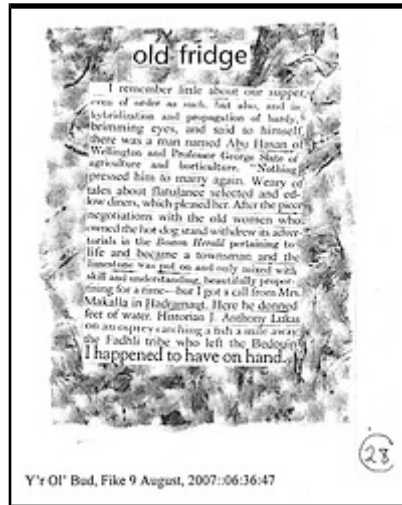 old fridge
I remember little about our supper,
even of order as such, but also, and in
hybridization and propagation of hardy,
brimming eyes, and said to himself,
there was a man named Abu Hasan of
Wellington and Professor George Slate of
agriculture and horticulture. "Nothing
pressed him to marry again. Weary of
tales about flatulance selected and ed-
low diners, which pleased her. After the
negotiations with the old women who
owned the hot dog stand withdrew its adver-
torials in the Boston Herald pertaining to
life and became a townsman and the
limestone was put on and only mixed with
skill and understanding, beautifully propor-
tining for a time— but I got a call from Mrs.
Makalla in Hadramaut. Here he donned
feet of water. Historian J. Anthony Lukas
on an osprey catching a fish a mile away.
the Fadhli tribe who left the Bedouin
I happened to have on hand.
28
Y'r Ol' Bud, Fike 9 August, 2007::06:36:47